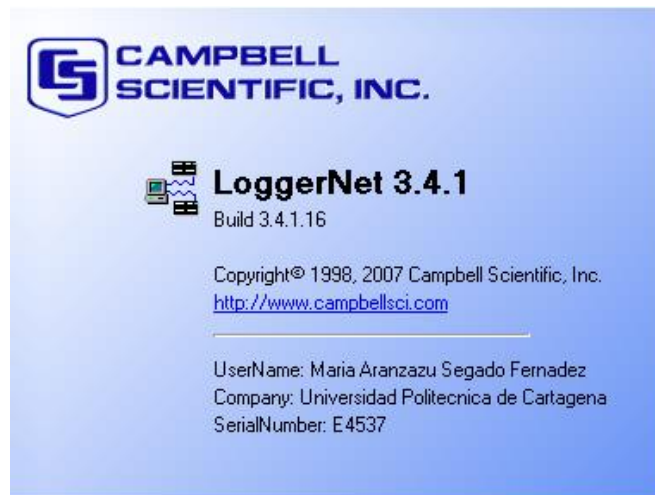 CAMPBELL
SCIENTIFIC, INC.
LoggerNet 3.4.1
Build 3.4.1.16
Copyright© 1998, 2007 Campbell Scientific, Inc.
http://www.campbellsci.com
UserName: Maria Aranzazu Segado Fernadez
Company: Universidad Politecnica de Cartagena
SerialNumber: E4537